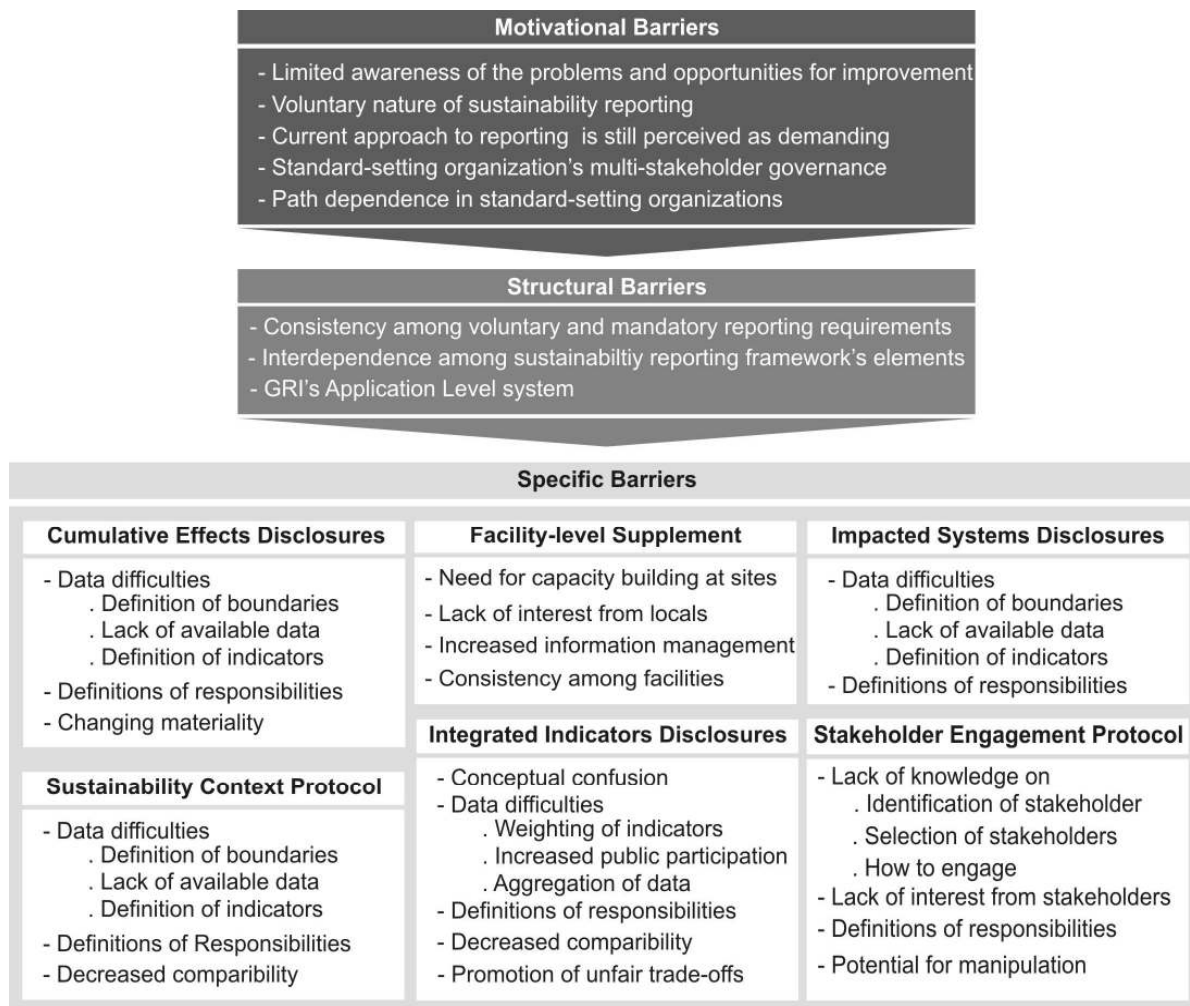 Motivational Barriers
- Limited awareness of the problems and opportunities for improvement
- Voluntary nature of sustainability reporting
- Current approach to reporting is still perceived as demanding
- Standard-setting organization's multi-stakeholder governance
- Path dependence in standard-setting organizations
Structural Barriers
- Consistency among voluntary and mandatory reporting requirements
- Interdependence among sustainabiltiy reporting framework's elements
- GRI's Application Level system
Specific Barriers
Cumulative Effects Disclosures
- Data difficulties
. Definition of boundaries
. Lack of available data
. Definition of indicators
- Definitions of responsibilities
- Changing materiality
Facility-level Supplement
- Need for capacity building at sites
- Lack of interest from locals
- Increased information management
- Consistency among facilities
Impacted Systems Disclosures
- Data difficulties
. Definition of boundaries
. Lack of available data
. Definition of indicators
- Definitions of responsibilities
Sustainability Context Protocol
- Data difficulties
. Definition of boundaries
. Lack of available data
. Definition of indicators
- Definitions of Responsibilities
- Decreased comparibility
Integrated Indicators Disclosures
- Conceptual confusion
- Data difficulties
. Weighting of indicators
. Increased public participation
. Aggregation of data
- Definitions of responsibilities
- Decreased comparibility
- Promotion of unfair trade-offs
Stakeholder Engagement Protocol
- Lack of knowledge on
. Identification of stakeholder
. Selection of stakeholders
. How to engage
- Lack of interest from stakeholders
- Definitions of responsibilities
- Potential for manipulation